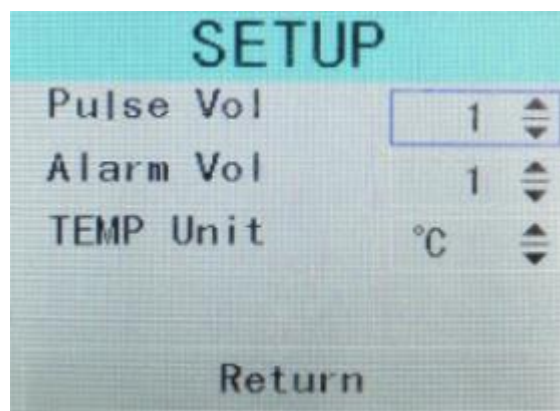 SETUP
Pulse Vol 1
Alarm Vol 1
TEMP Unit °C
Return